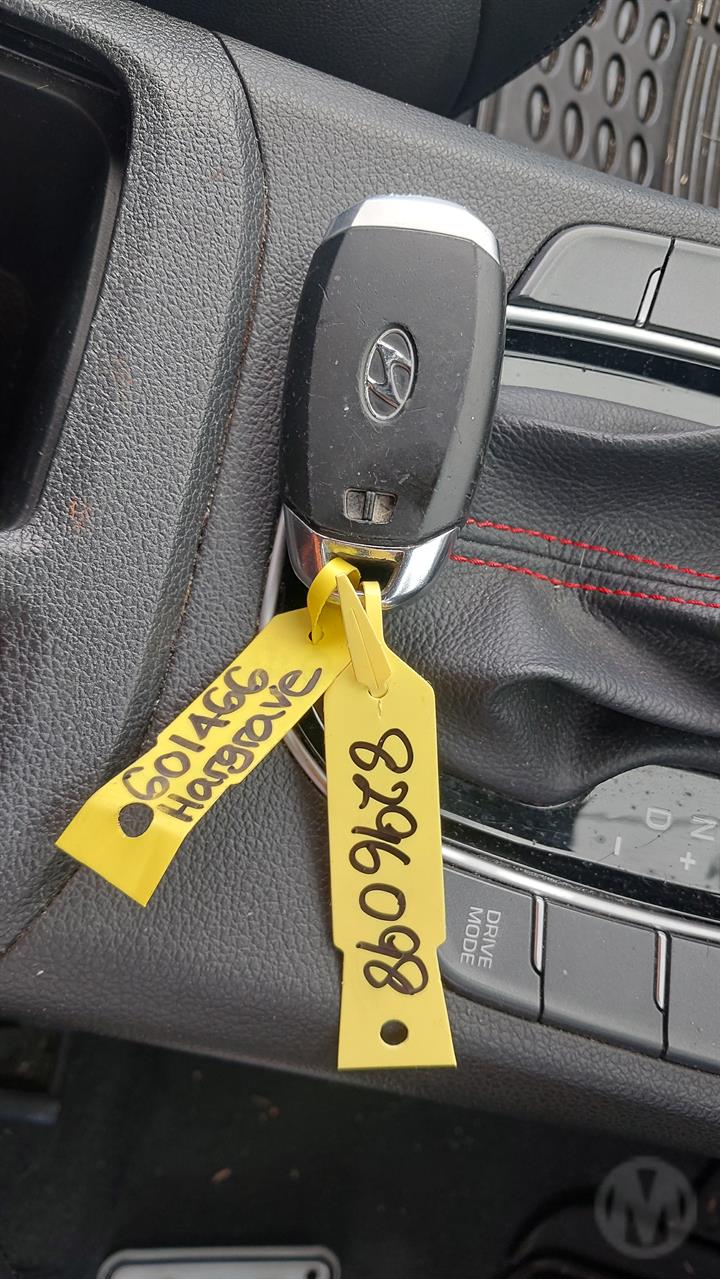 601466
Hargrave
8296098
N
D
+
-
DRIVE
MODE
M